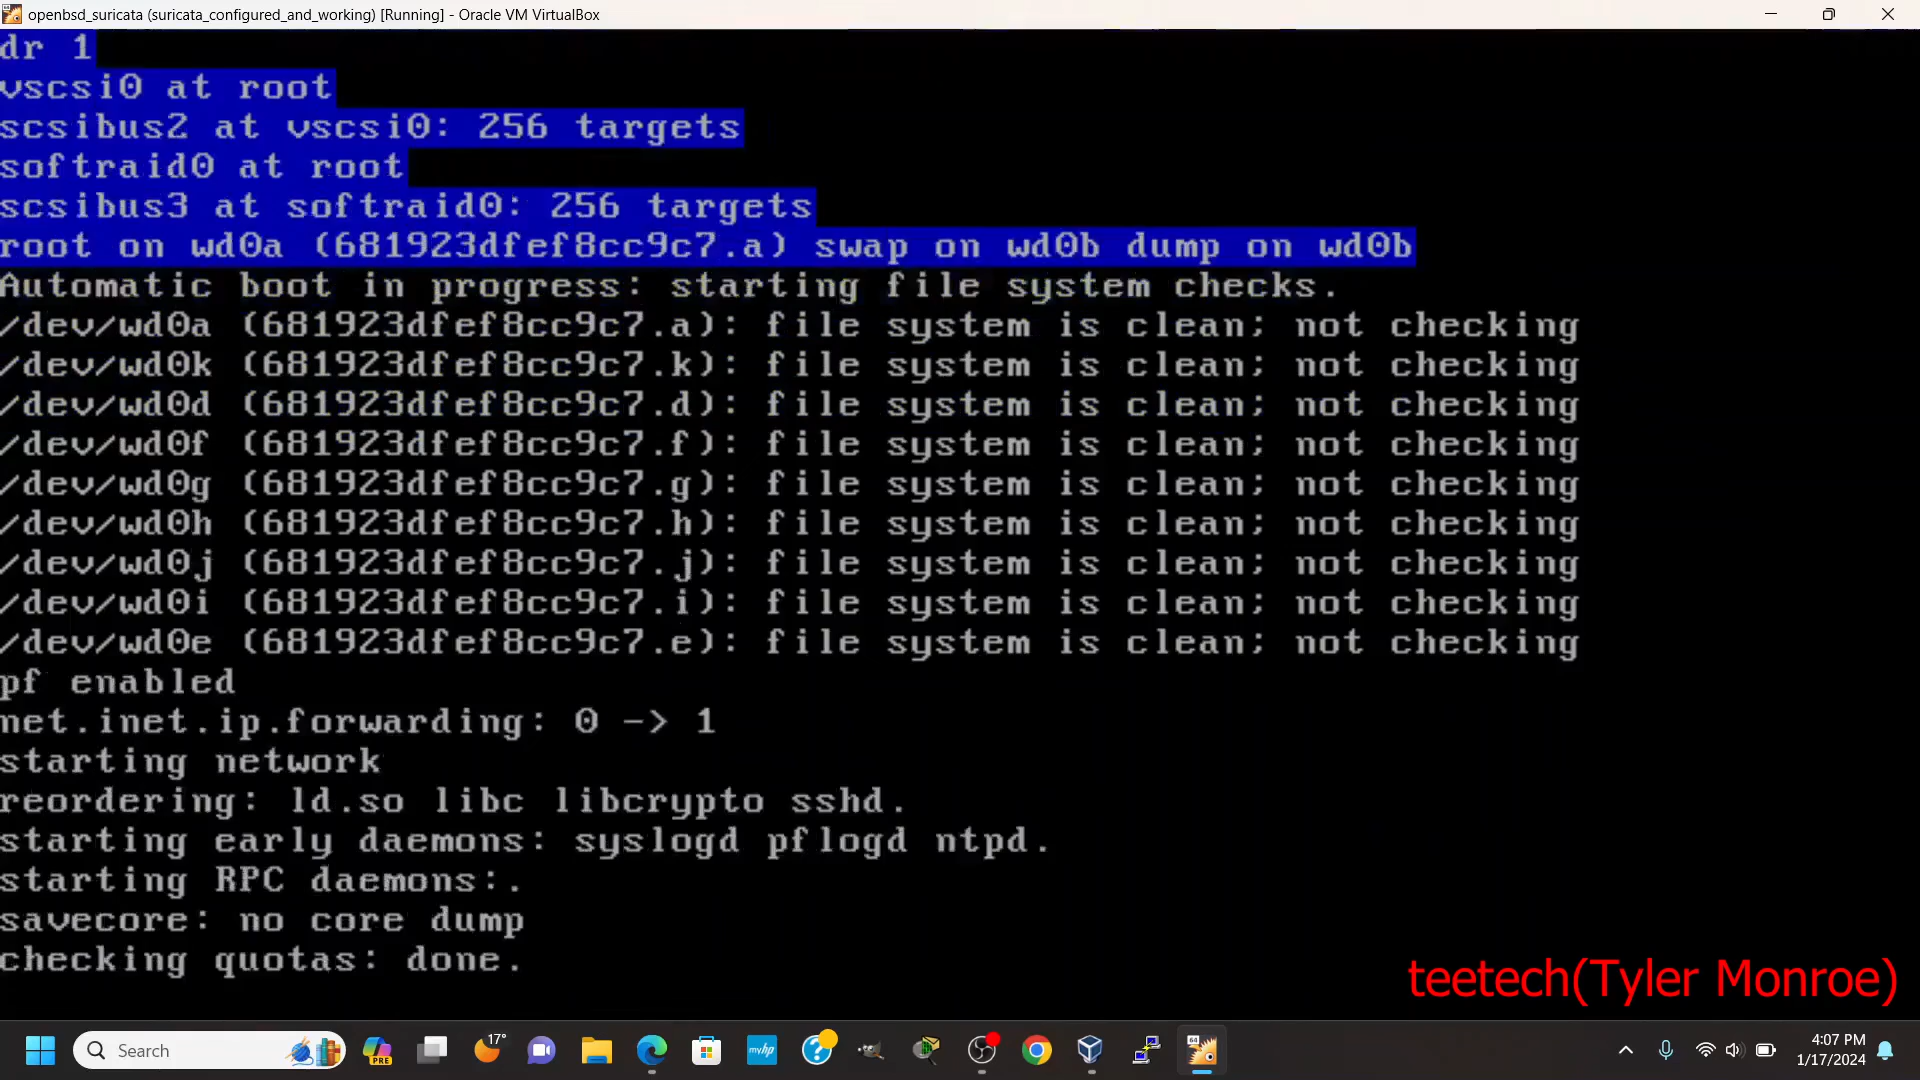 openbsd_suricata (suricata_configured_and_working) [Running] - Oracle VM VirtualBox
dr 1
vscsi0 at root
scsibus2 at vscsi0: 256 targets
softraid0 at root
scsibus3 at softraid0: 256 targets
root on wd0a (681923dfef8cc9c7.a) swap on wd0b dump on wd0b
Automatic boot in progress: starting file system checks.
/dev/wd0a (681923dfef8cc9c7.a): file system is clean; not checking
/dev/wd0k (681923dfef8cc9c7.k): file system is clean; not checking
/dev/wd0d (681923dfef8cc9c7.d): file system is clean; not checking
/dev/wd0f (681923dfef8cc9c7.f): file system is clean; not checking
/dev/wd0g (681923dfef8cc9c7.g): file system is clean; not checking
/dev/wd0h (681923dfef8cc9c7.h): file system is clean; not checking
/dev/wd0j (681923dfef8cc9c7.j): file system is clean; not checking
/dev/wd0i (681923dfef8cc9c7.i): file system is clean; not checking
/dev/wd0e (681923dfef8cc9c7.e): file system is clean; not checking
pf enabled
net.inet.ip.forwarding: 0 -> 1
starting network
reordering: ld.so libc libcrypto sshd.
starting early daemons: syslogd pflogd ntpd.
starting RPC daemons:.
savecore: no core dump
checking quotas: done.
teetech(Tyler Monroe)
Search
PRE
17°
myhp
64
4:07 PM
1/17/2024